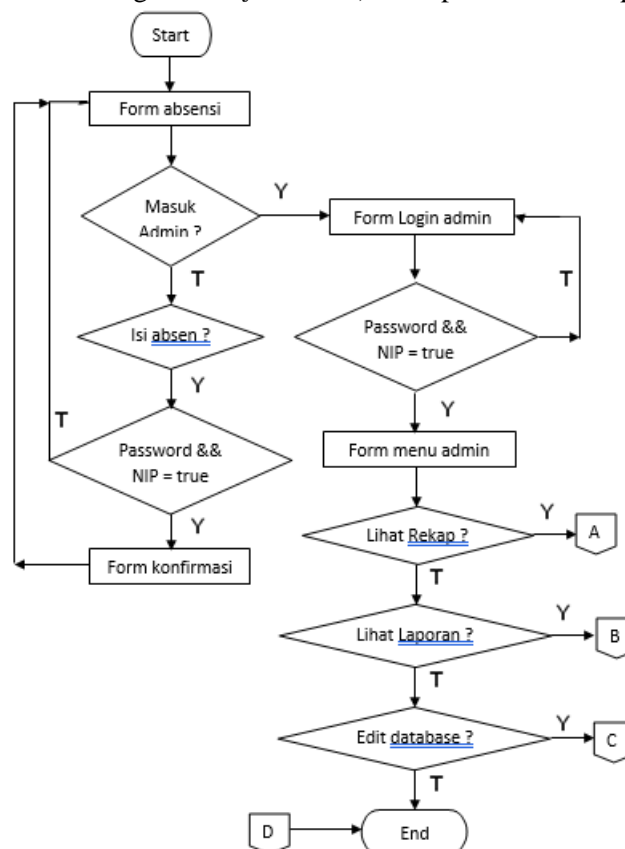 Start
Form absensi
Masuk
Admin ?
Y
Form Login admin
T
T
Isi absen ?
Password &&
NIP = true
Y
Y
T
Password &&
NIP = true
Form menu admin
Y
Form konfirmasi
Lihat Rekap ?
Y
A
T
Lihat Laporan ?
Y
B
T
Edit database ?
Y
C
T
D
End